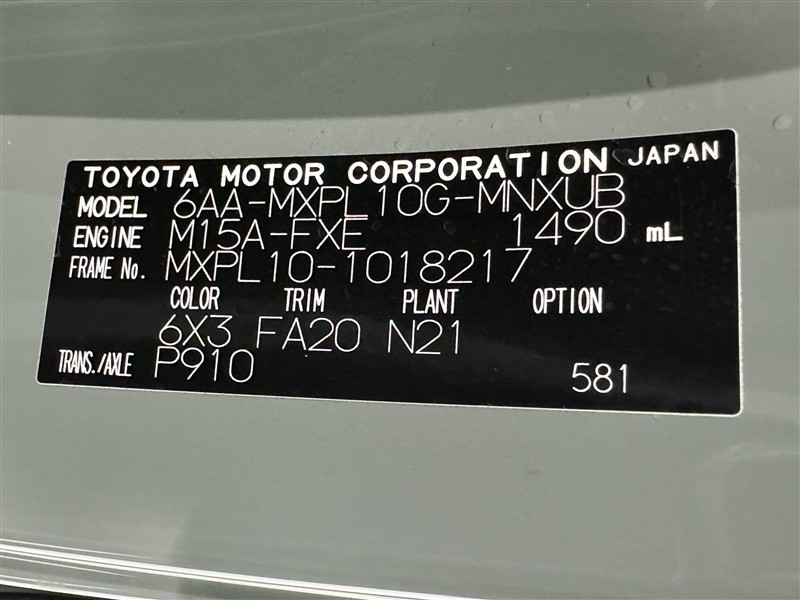 TOYOTA MOTOR CORPORATION JAPAN
MODEL 6AA-MXPL10G-MNXUB
ENGINE M15A-FXE 1490 mL
FRAME No. MXPL10-1018217
COLOR TRIM PLANT OPTION
6X3 FA20 N21
TRANS./AXLE P910 581